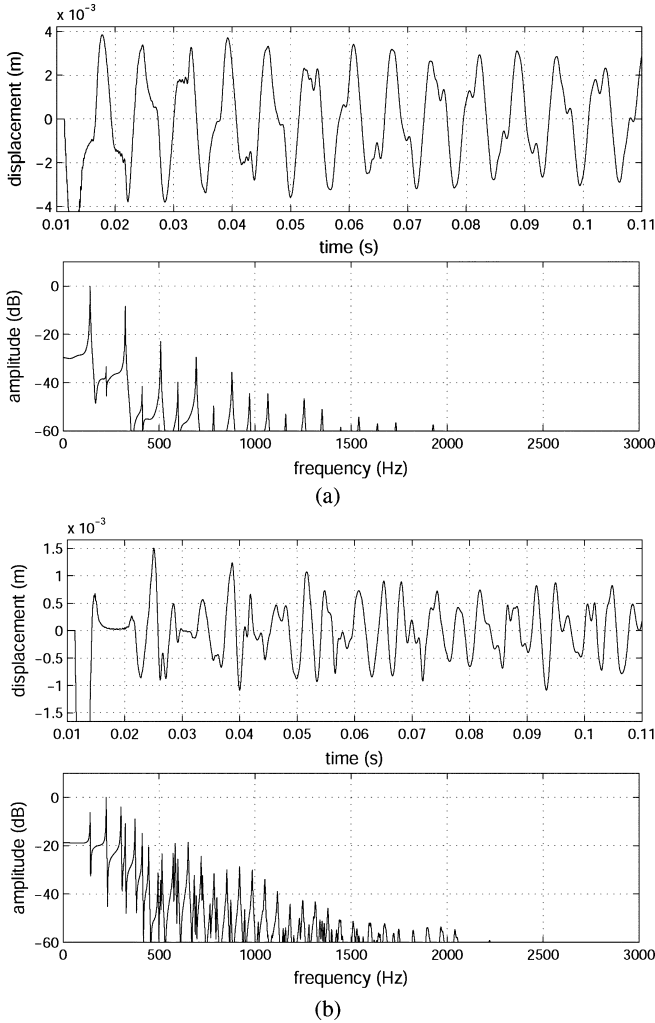 × 10⁻³
4
2
0
−2
−4
displacement (m)
0.01 0.02 0.03 0.04 0.05 0.06 0.07 0.08 0.09 0.1 0.11
time (s)
0
−20
−40
−60
amplitude (dB)
0 500 1000 1500 2000 2500 3000
frequency (Hz)
(a)
× 10⁻³
1.5
1
0.5
0
−0.5
−1
−1.5
displacement (m)
0.01 0.02 0.03 0.04 0.05 0.06 0.07 0.08 0.09 0.1 0.11
time (s)
0
−20
−40
−60
amplitude (dB)
0 500 1000 1500 2000 2500 3000
frequency (Hz)
(b)